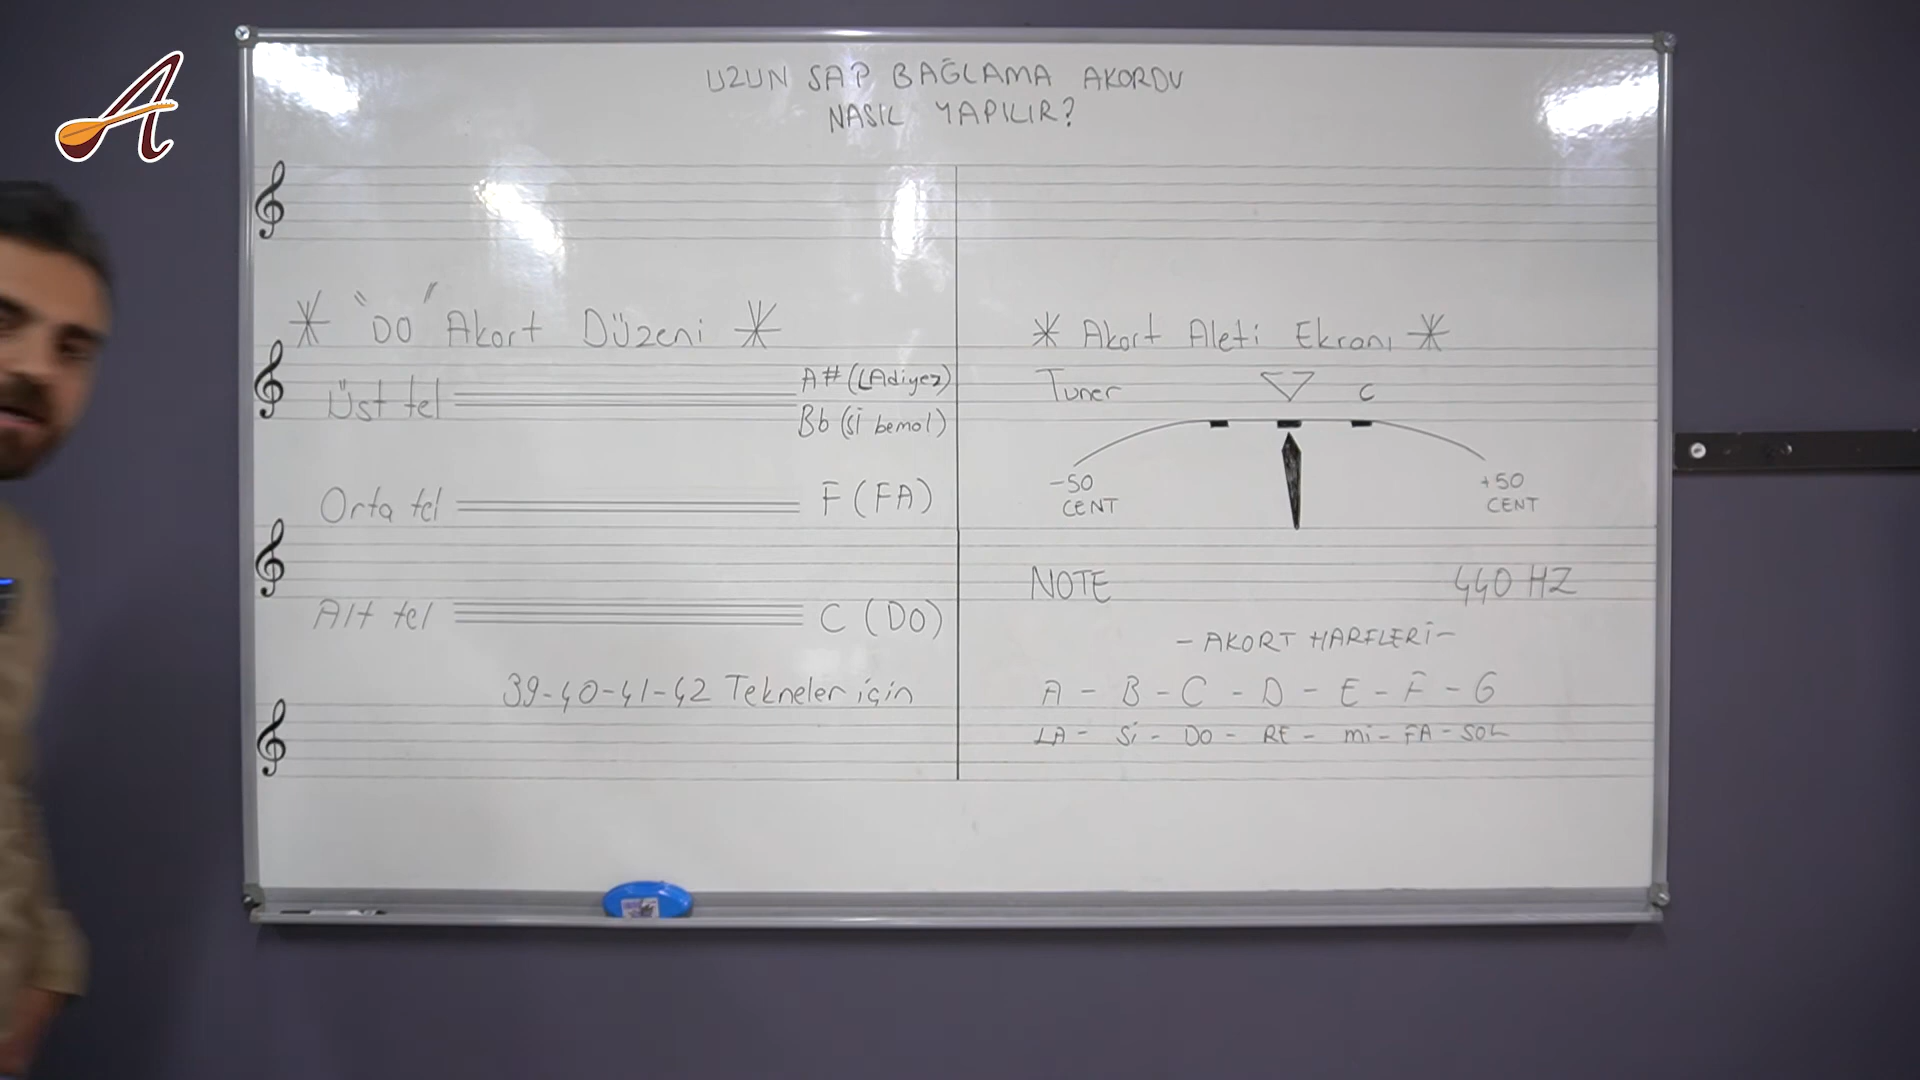 UZUN SAP BAĞLAMA AKORDU
NASIL YAPILIR?
* "DO" Akort Düzeni *
Üst tel A# (LAdiyez)
Bb (Si bemol)
Orta tel F (FA)
Alt tel C (DO)
39-40-41-42 Tekneler için
* Akort Aleti Ekranı *
Tuner C
-50 CENT
+50 CENT
NOTE 440 HZ
- AKORT HARFLERİ -
A - B - C - D - E - F - G
LA - Si - DO - RE - mi - FA - SOL